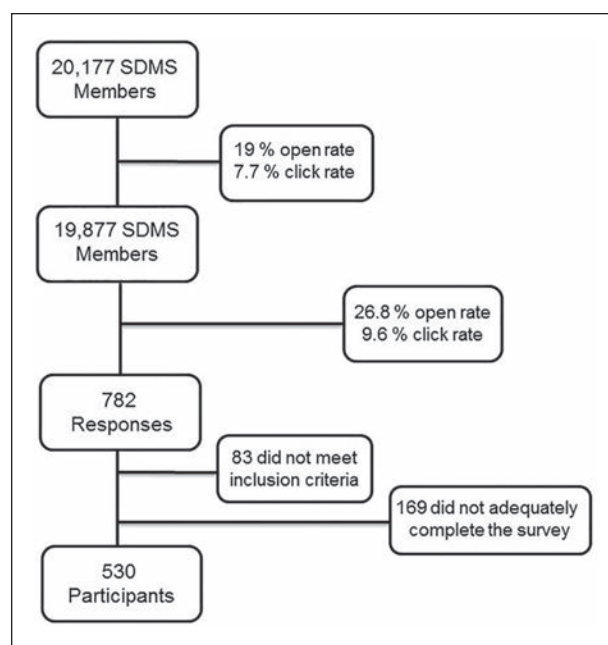 20,177 SDMS
Members
19 % open rate
7.7 % click rate
19,877 SDMS
Members
26.8 % open rate
9.6 % click rate
782
Responses
83 did not meet
inclusion criteria
169 did not adequately
complete the survey
530
Participants